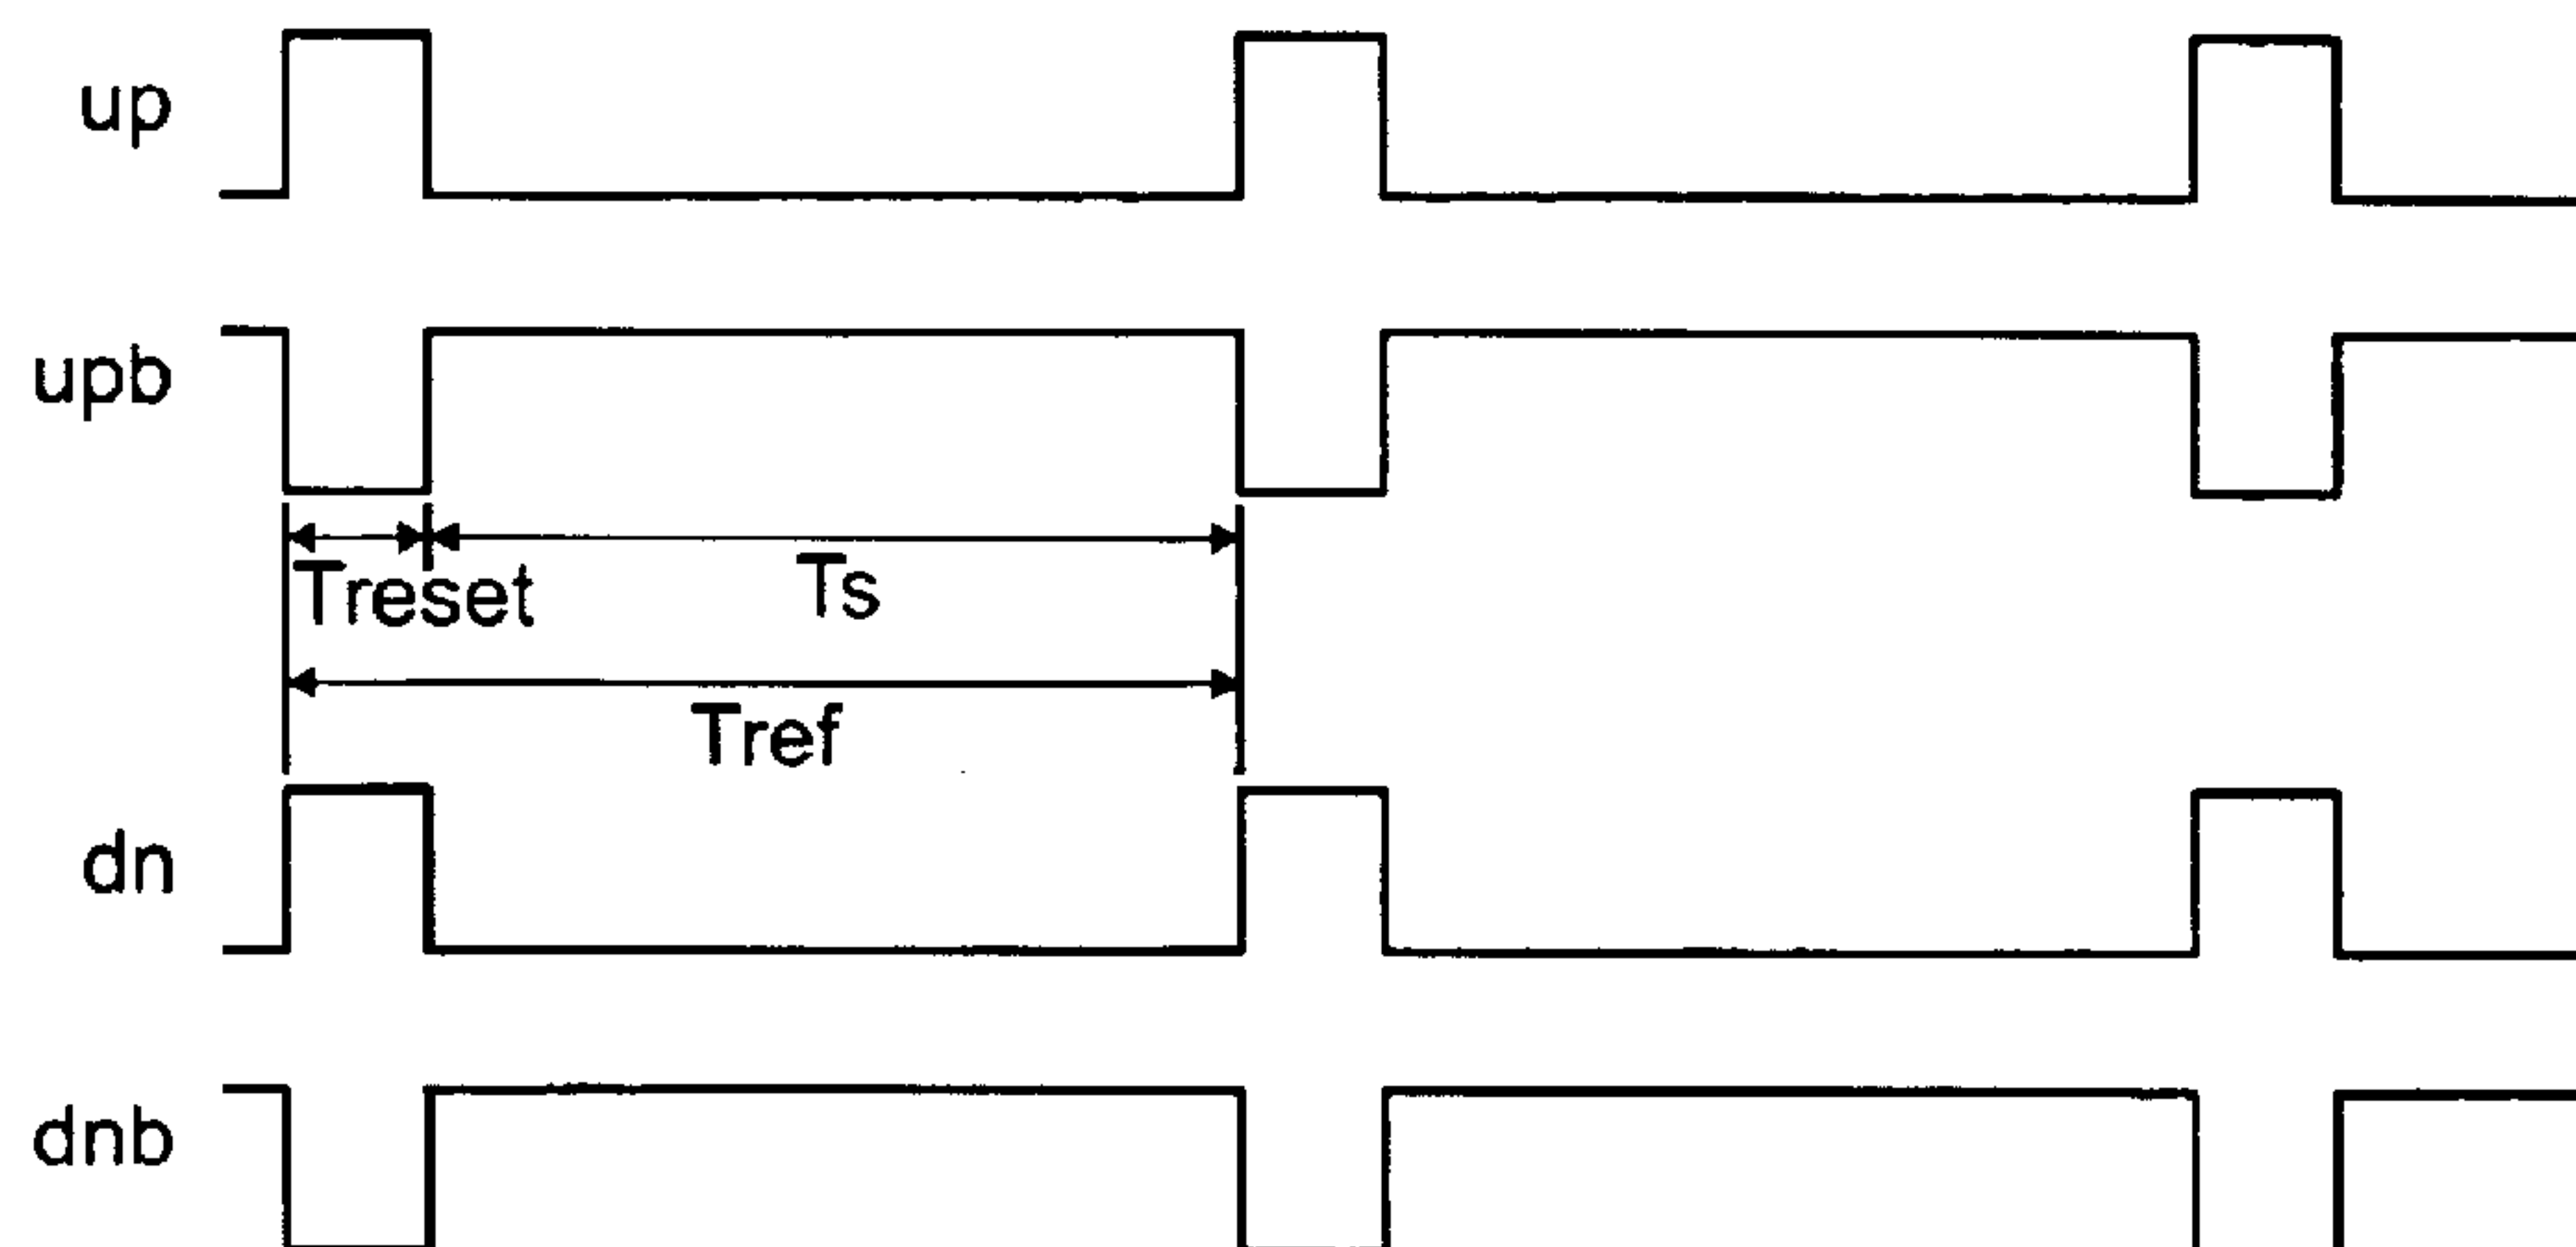 up
upb
Treset
Ts
Tref
dn
dnb